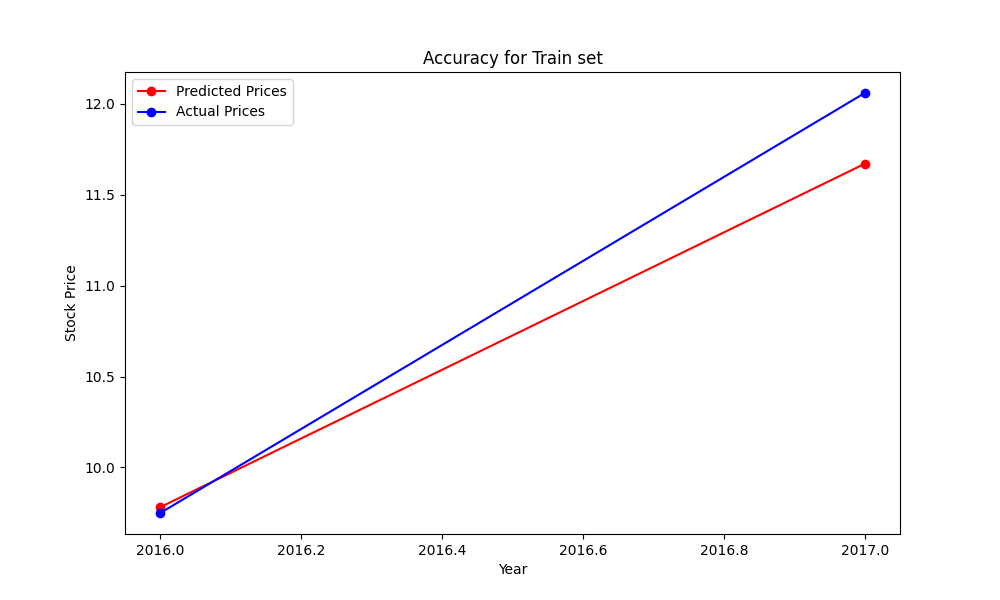 Accuracy for Train set
Predicted Prices
Actual Prices
12.0
11.5
11.0
10.5
10.0
Stock Price
2016.0 2016.2 2016.4 2016.6 2016.8 2017.0
Year